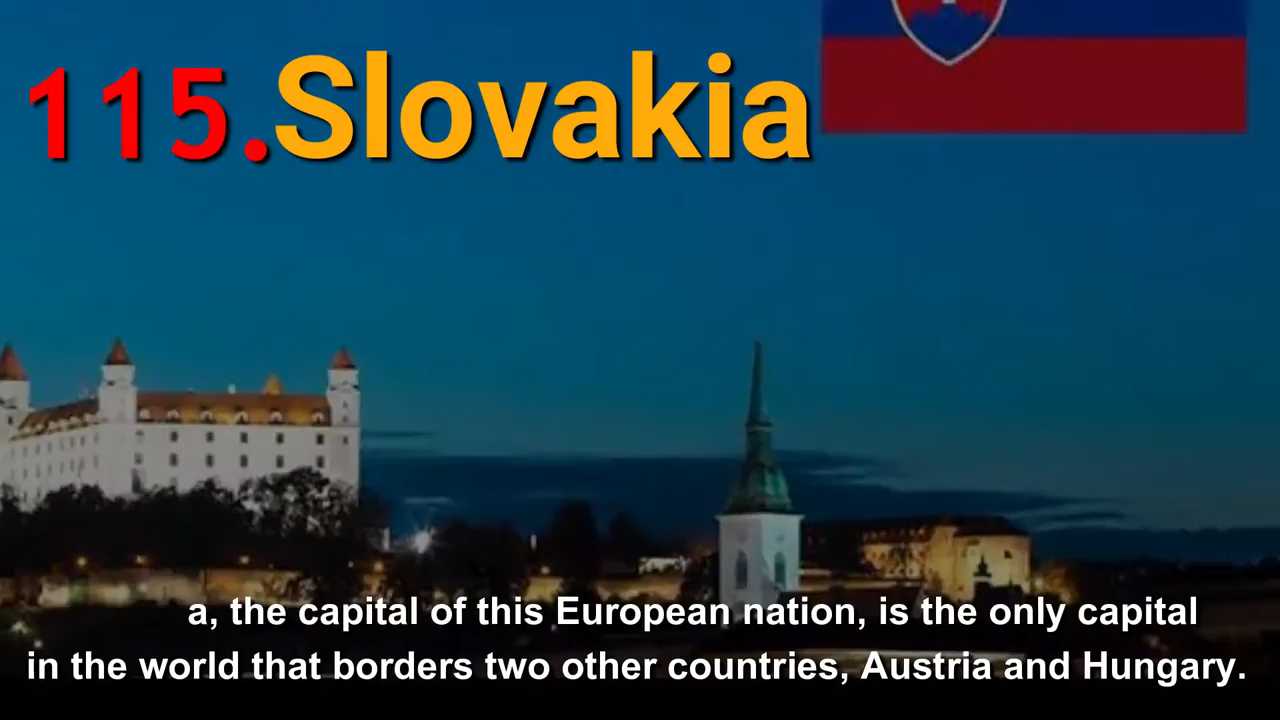 115.Slovakia
a, the capital of this European nation, is the only capital
in the world that borders two other countries, Austria and Hungary.